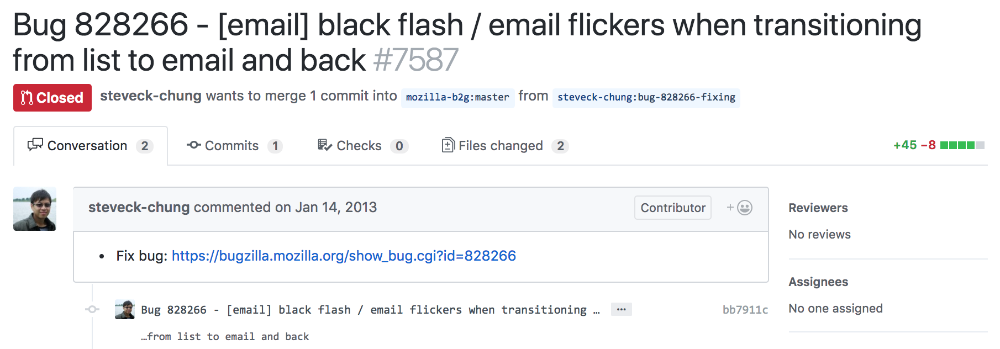 Bug 828266 - [email] black flash / email flickers when transitioning
from list to email and back #7587
Closed steveck-chung wants to merge 1 commit into mozilla-b2g:master from steveck-chung:bug-828266-fixing
Conversation 2 Commits 1 Checks 0 Files changed 2 +45 −8
steveck-chung commented on Jan 14, 2013 Contributor +
Reviewers
No reviews
• Fix bug: https://bugzilla.mozilla.org/show_bug.cgi?id=828266
Assignees
No one assigned
Bug 828266 - [email] black flash / email flickers when transitioning … … bb7911c
…from list to email and back